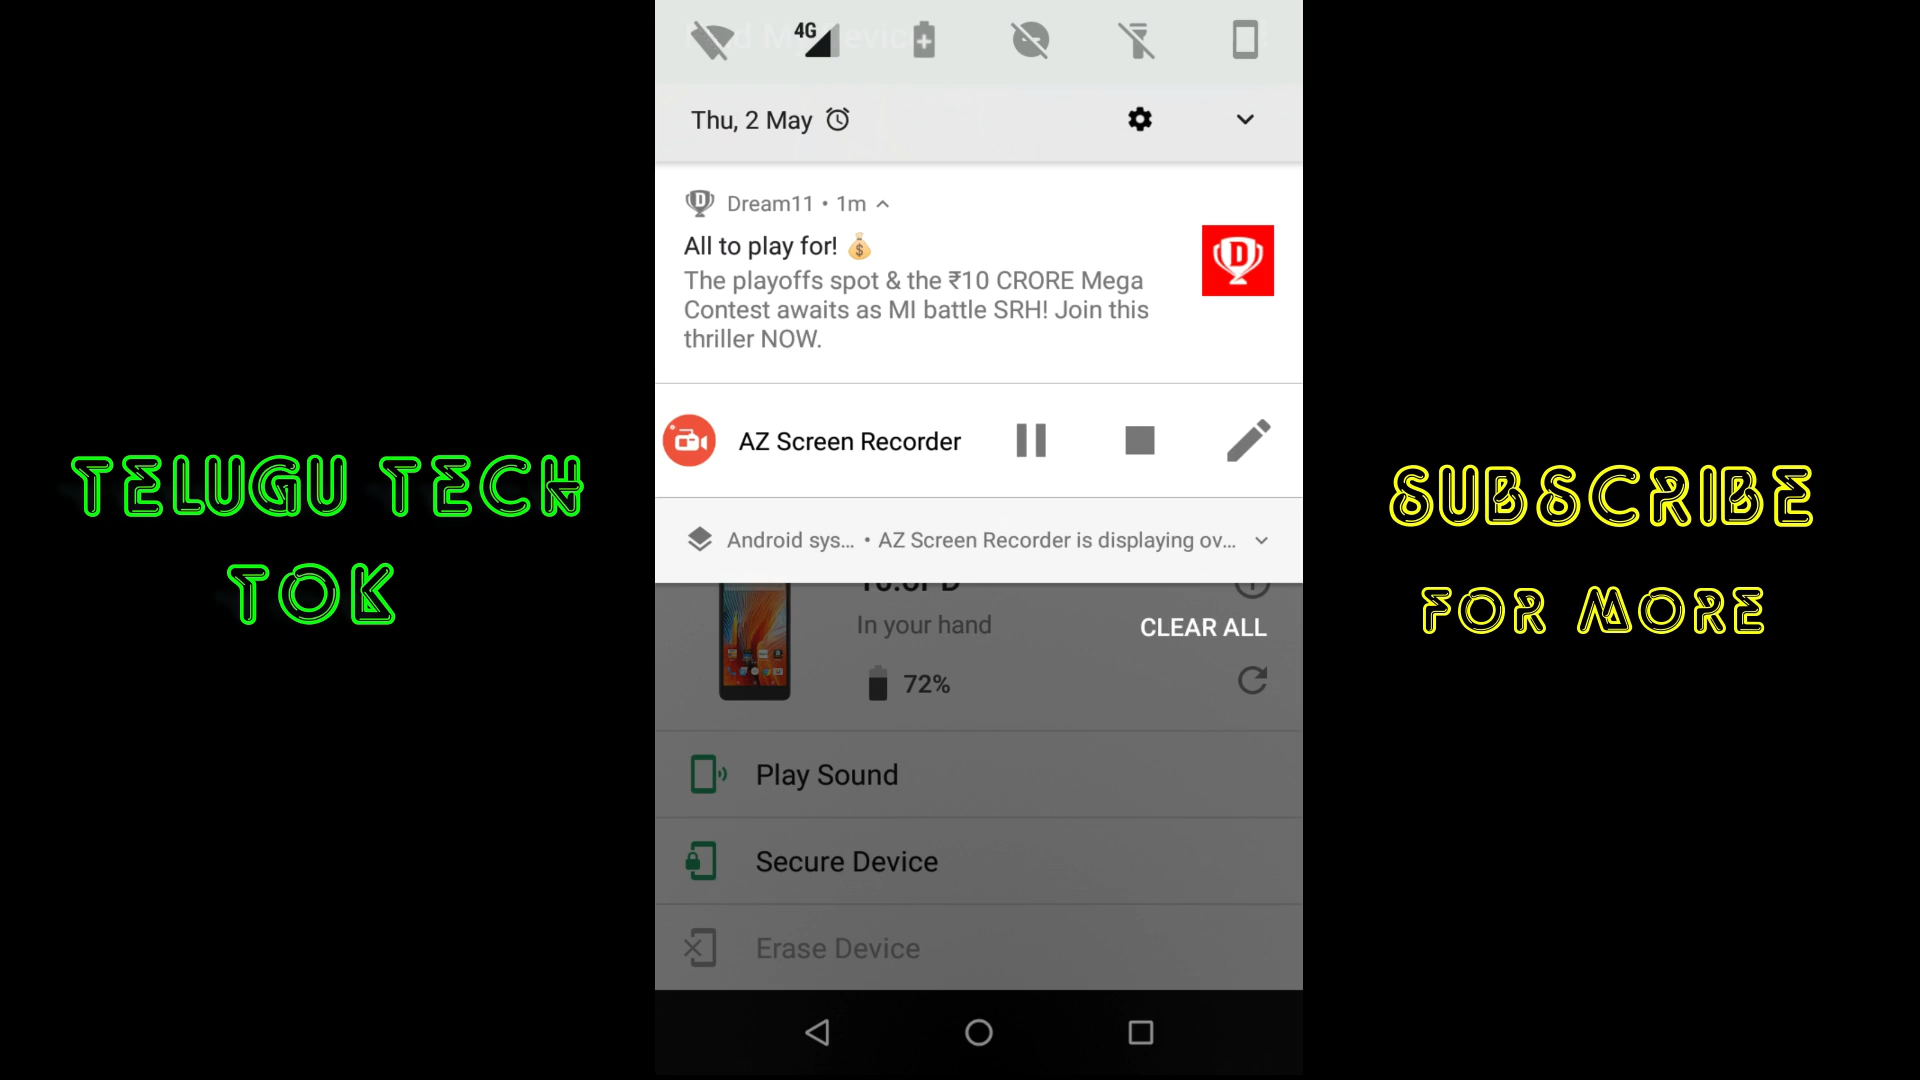 4G
Thu, 2 May
Dream11 • 1m
All to play for!
The playoffs spot & the ₹10 CRORE Mega
Contest awaits as MI battle SRH! Join this
thriller NOW.
AZ Screen Recorder
Android sys... • AZ Screen Recorder is displaying ov...
In your hand
CLEAR ALL
72%
Play Sound
Secure Device
Erase Device
TELUGU TECH
TOK
SUBSCRIBE
FOR MORE